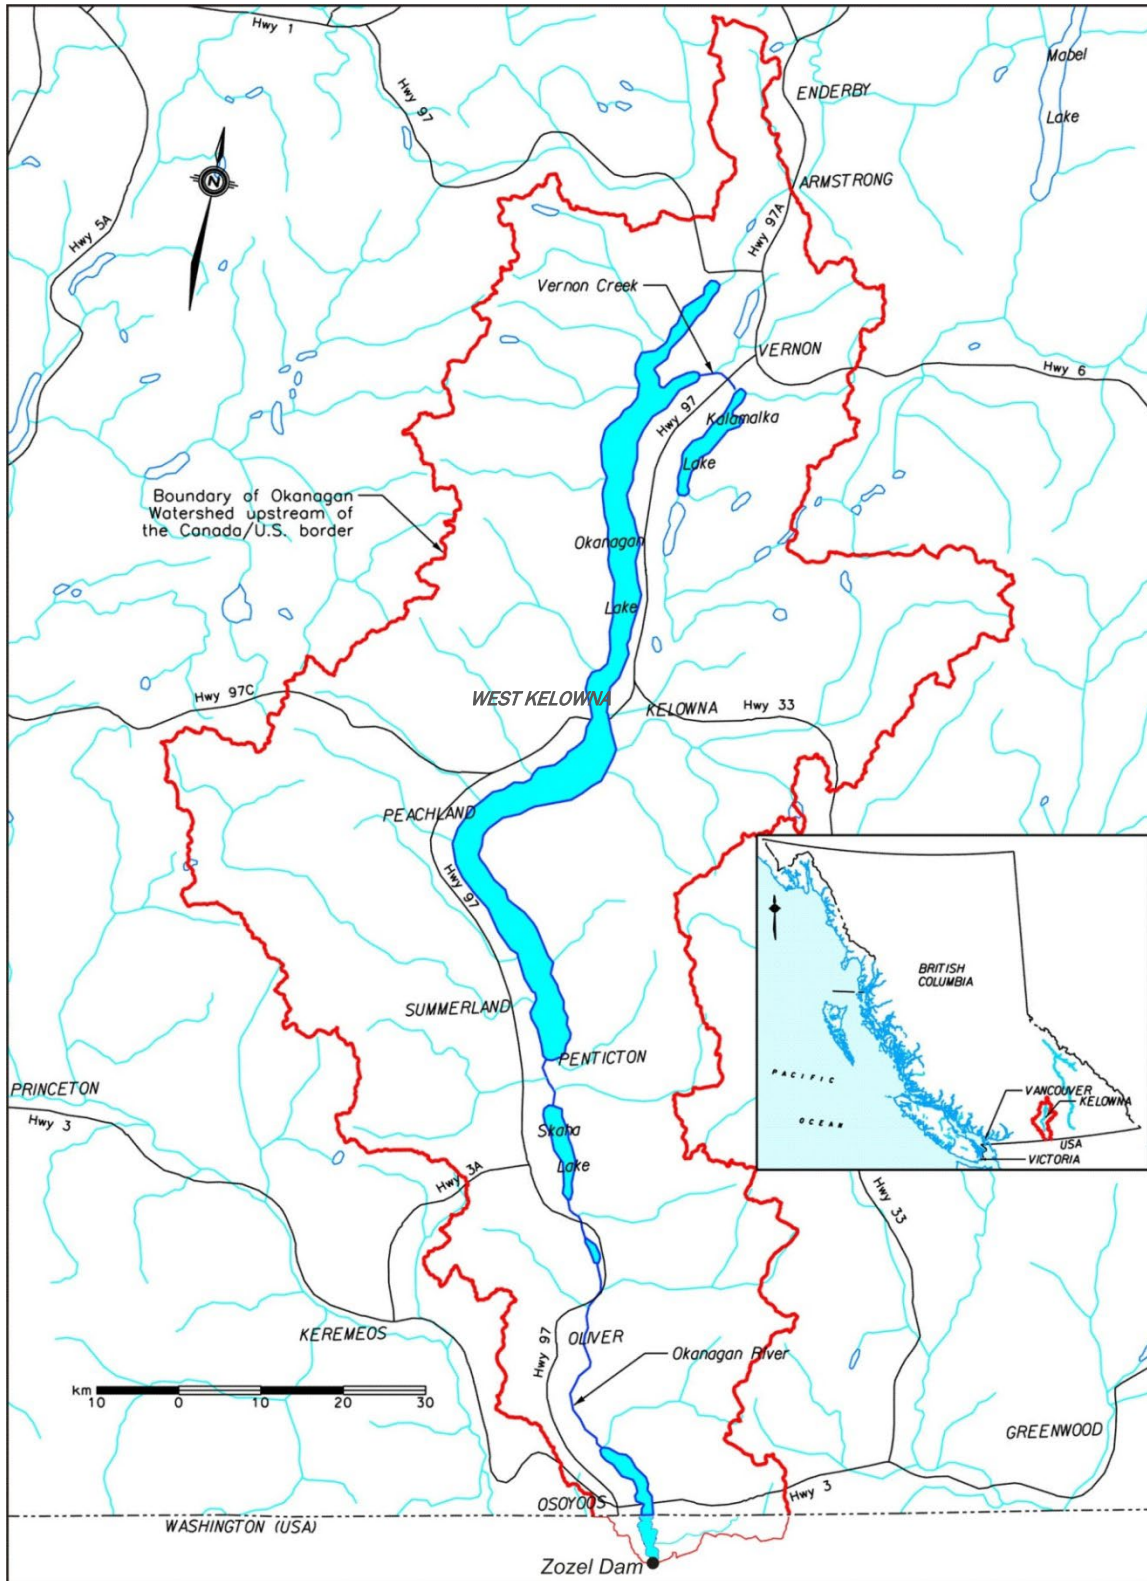 Hwy 1
Mabel
Lake
Hwy 97
ENDERBY
N
ARMSTRONG
Hwy 5A
Hwy 97A
Vernon Creek
VERNON
Hwy 6
Hwy 97
Kalamalka
Lake
Boundary of Okanagan
Watershed upstream of
the Canada/U.S. border
Okanagan
Lake
WEST KELOWNA
Hwy 97C
KELOWNA
Hwy 33
PEACHLAND
Hwy 97
SUMMERLAND
PENTICTON
PRINCETON
Hwy 3
Skaha
Lake
Hwy 3A
BRITISH
COLUMBIA
PACIFIC
OCEAN
VANCOUVER
KELOWNA
USA
VICTORIA
Hwy 33
KEREMEOS
OLIVER
Hwy 97
Okanagan River
km
10 0 10 20 30
GREENWOOD
OSOYOOS
Hwy 3
WASHINGTON (USA)
Zozel Dam